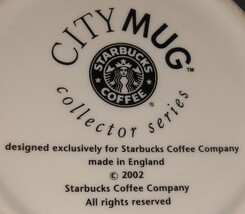 CITY MUG™
STARBUCKS
COFFEE
®
collector series
designed exclusively for Starbucks Coffee Company
made in England
© 2002
Starbucks Coffee Company
All rights reserved